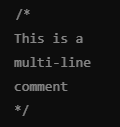 /*
This is a
multi-line
comment
*/